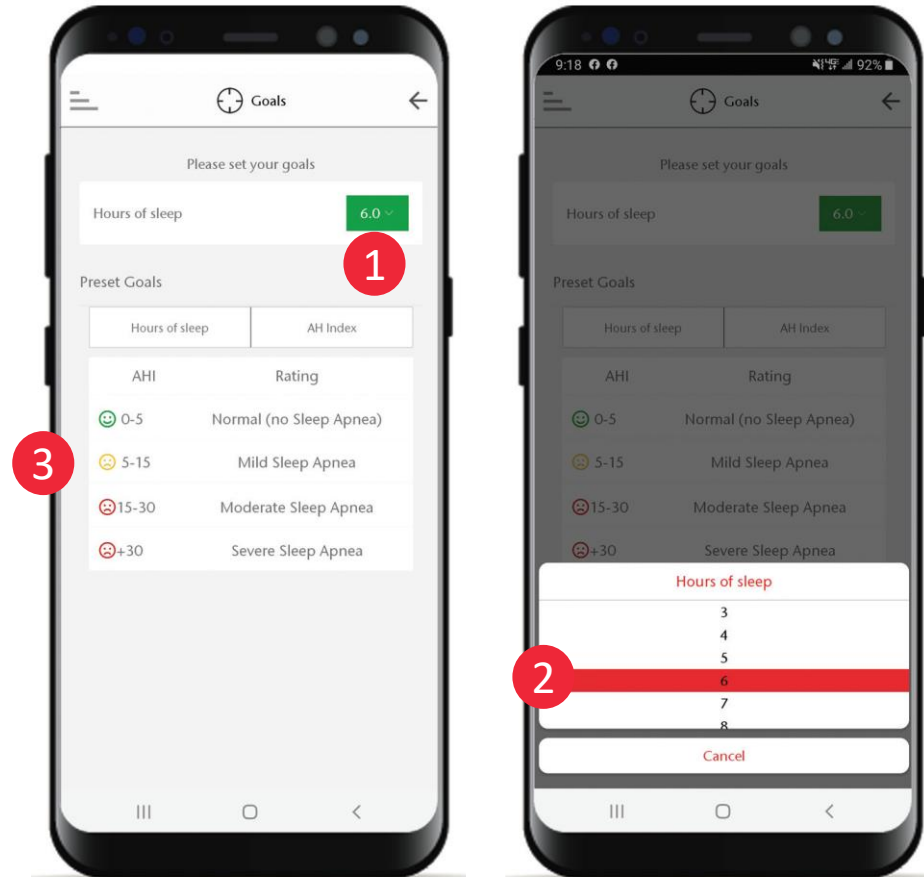 Goals
Please set your goals
Hours of sleep 6.0
1
Preset Goals
Hours of sleep AH Index
AHI Rating
0-5 Normal (no Sleep Apnea)
3
5-15 Mild Sleep Apnea
15-30 Moderate Sleep Apnea
+30 Severe Sleep Apnea
9:18 92%
Goals
Please set your goals
Hours of sleep 6.0
Preset Goals
Hours of sleep AH Index
AHI Rating
0-5 Normal (no Sleep Apnea)
5-15 Mild Sleep Apnea
15-30 Moderate Sleep Apnea
+30 Severe Sleep Apnea
Hours of sleep
3
4
5
2
6
7
8
Cancel